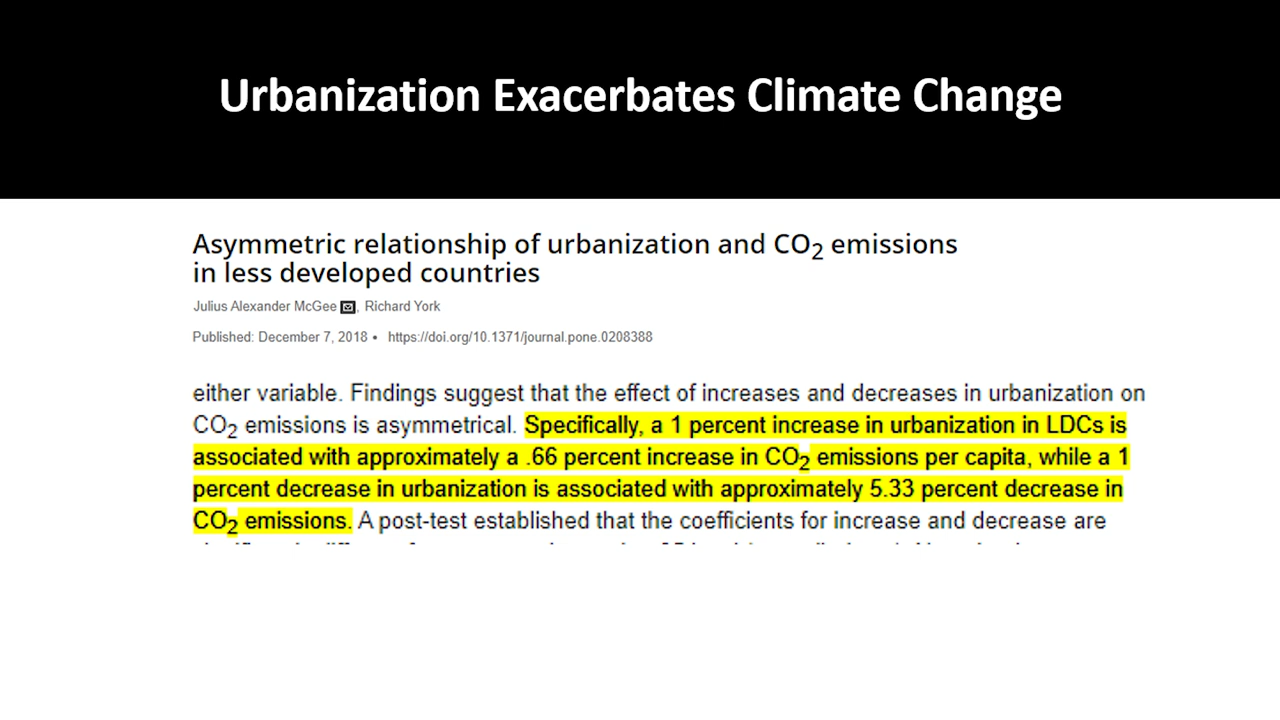 Urbanization Exacerbates Climate Change
Asymmetric relationship of urbanization and CO2 emissions
in less developed countries
Julius Alexander McGee , Richard York
Published: December 7, 2018 • https://doi.org/10.1371/journal.pone.0208388
either variable. Findings suggest that the effect of increases and decreases in urbanization on
CO2 emissions is asymmetrical. Specifically, a 1 percent increase in urbanization in LDCs is
associated with approximately a .66 percent increase in CO2 emissions per capita, while a 1
percent decrease in urbanization is associated with approximately 5.33 percent decrease in
CO2 emissions. A post-test established that the coefficients for increase and decrease are